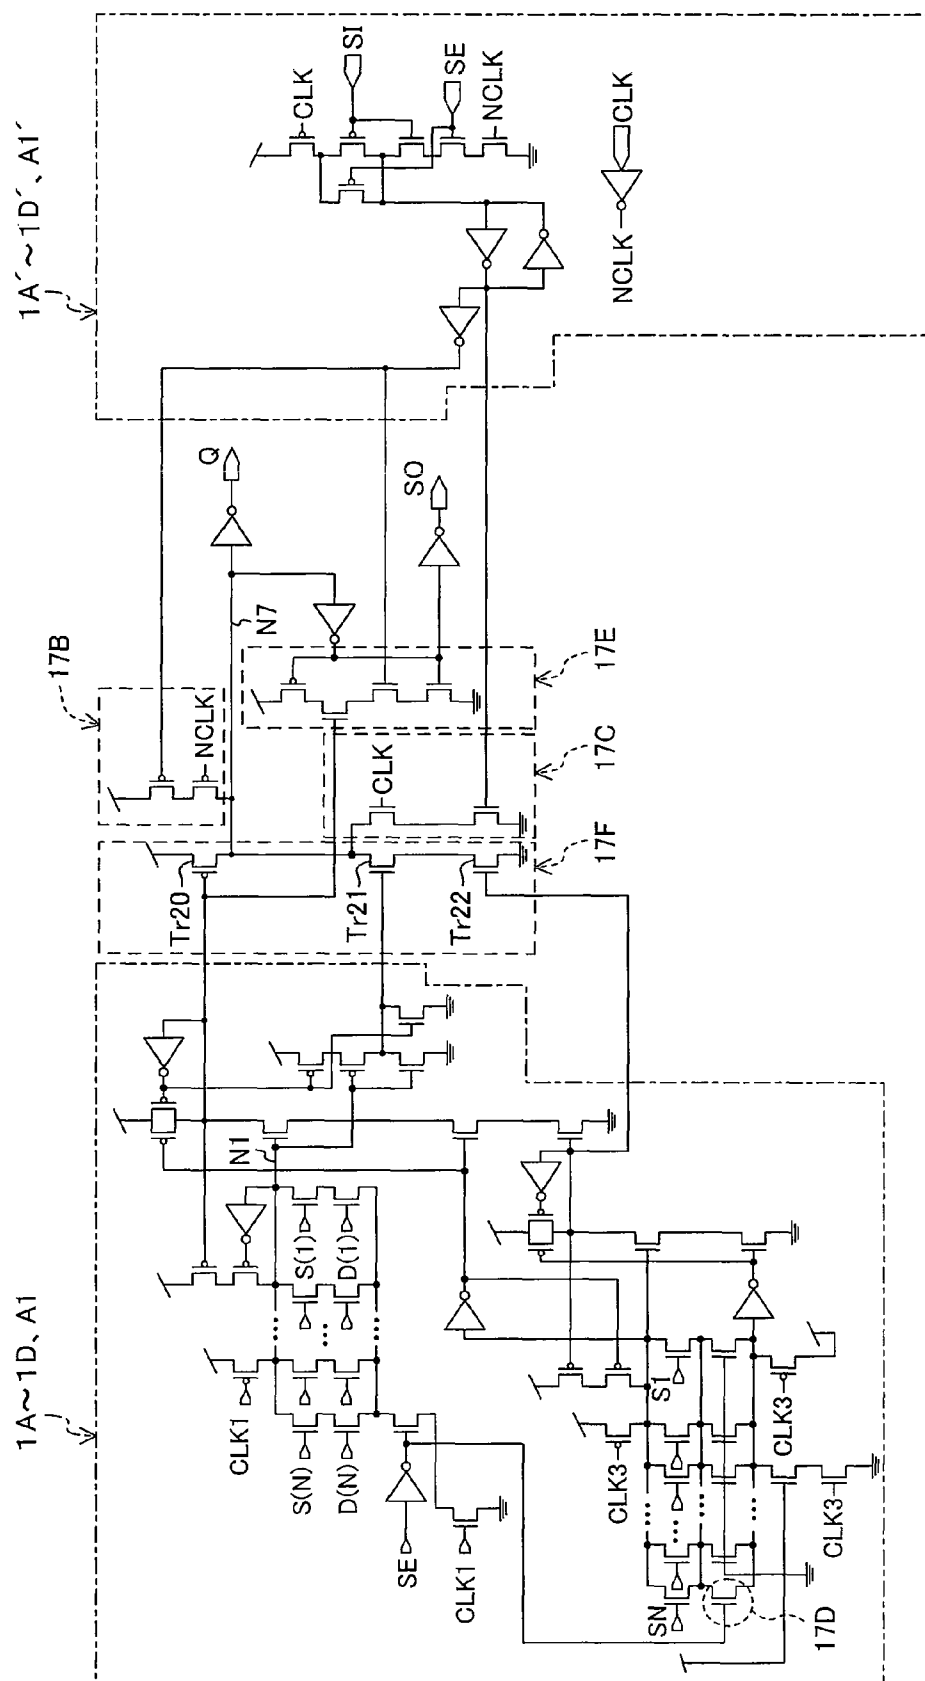 1A~1D、A1
1A´~1D´、A1´
17B
17E
17C
17F
17D
CLK
SI
SE
NCLK
CLK
NCLK
Q
SO
N7
NCLK
CLK
Tr20
Tr21
Tr22
N1
S(1)
D(1)
CLK1
S(N)
D(N)
SE
CLK1
S1
CLK3
CLK3
CLK3
SN